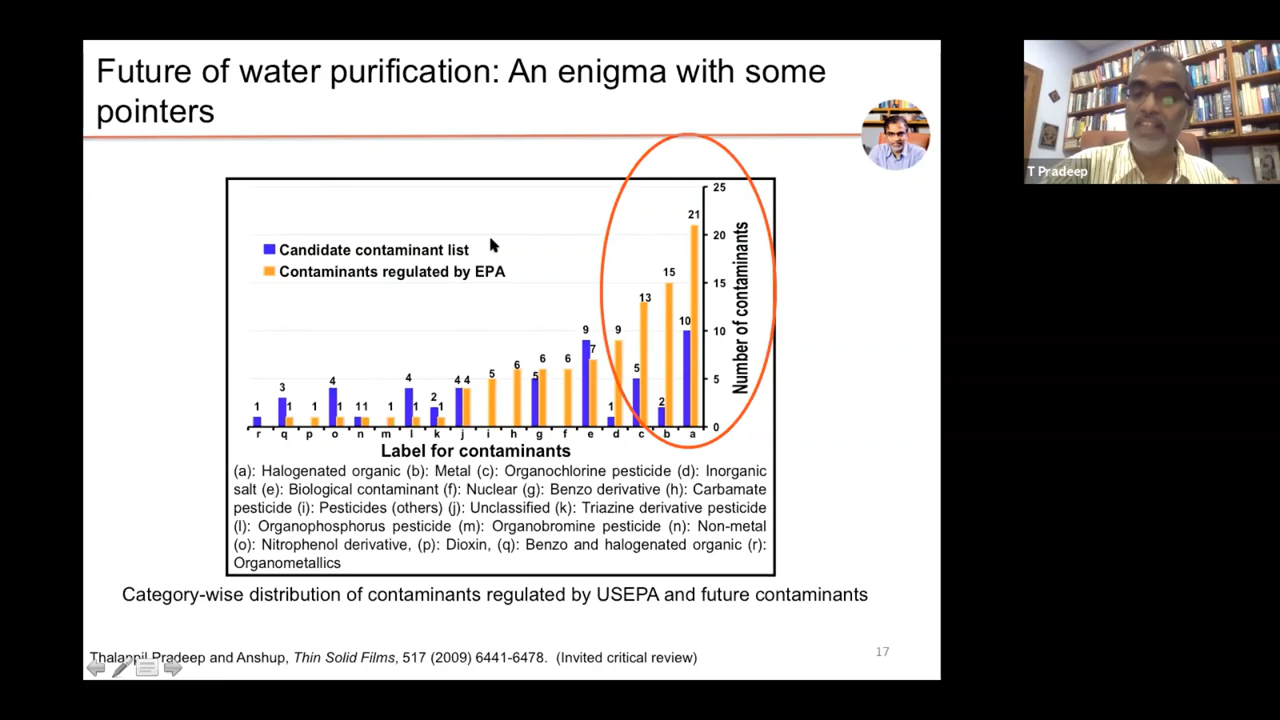 Future of water purification: An enigma with some
pointers
T Pradeep
25
21
20
Candidate contaminant list
Contaminants regulated by EPA
15
15
13
10
10
9
9
7
6
6
6
5
5
5
5
4
4
4 4
3
2
2
1
1
1
1
1
1 1
1
1
1
1
0
Number of contaminants
r q p o n m l k j i h g f e d c b a
Label for contaminants
(a): Halogenated organic (b): Metal (c): Organochlorine pesticide (d): Inorganic
salt (e): Biological contaminant (f): Nuclear (g): Benzo derivative (h): Carbamate
pesticide (i): Pesticides (others) (j): Unclassified (k): Triazine derivative pesticide
(l): Organophosphorus pesticide (m): Organobromine pesticide (n): Non-metal
(o): Nitrophenol derivative, (p): Dioxin, (q): Benzo and halogenated organic (r):
Organometallics
Category-wise distribution of contaminants regulated by USEPA and future contaminants
Thalappil Pradeep and Anshup, Thin Solid Films, 517 (2009) 6441-6478. (Invited critical review)
17